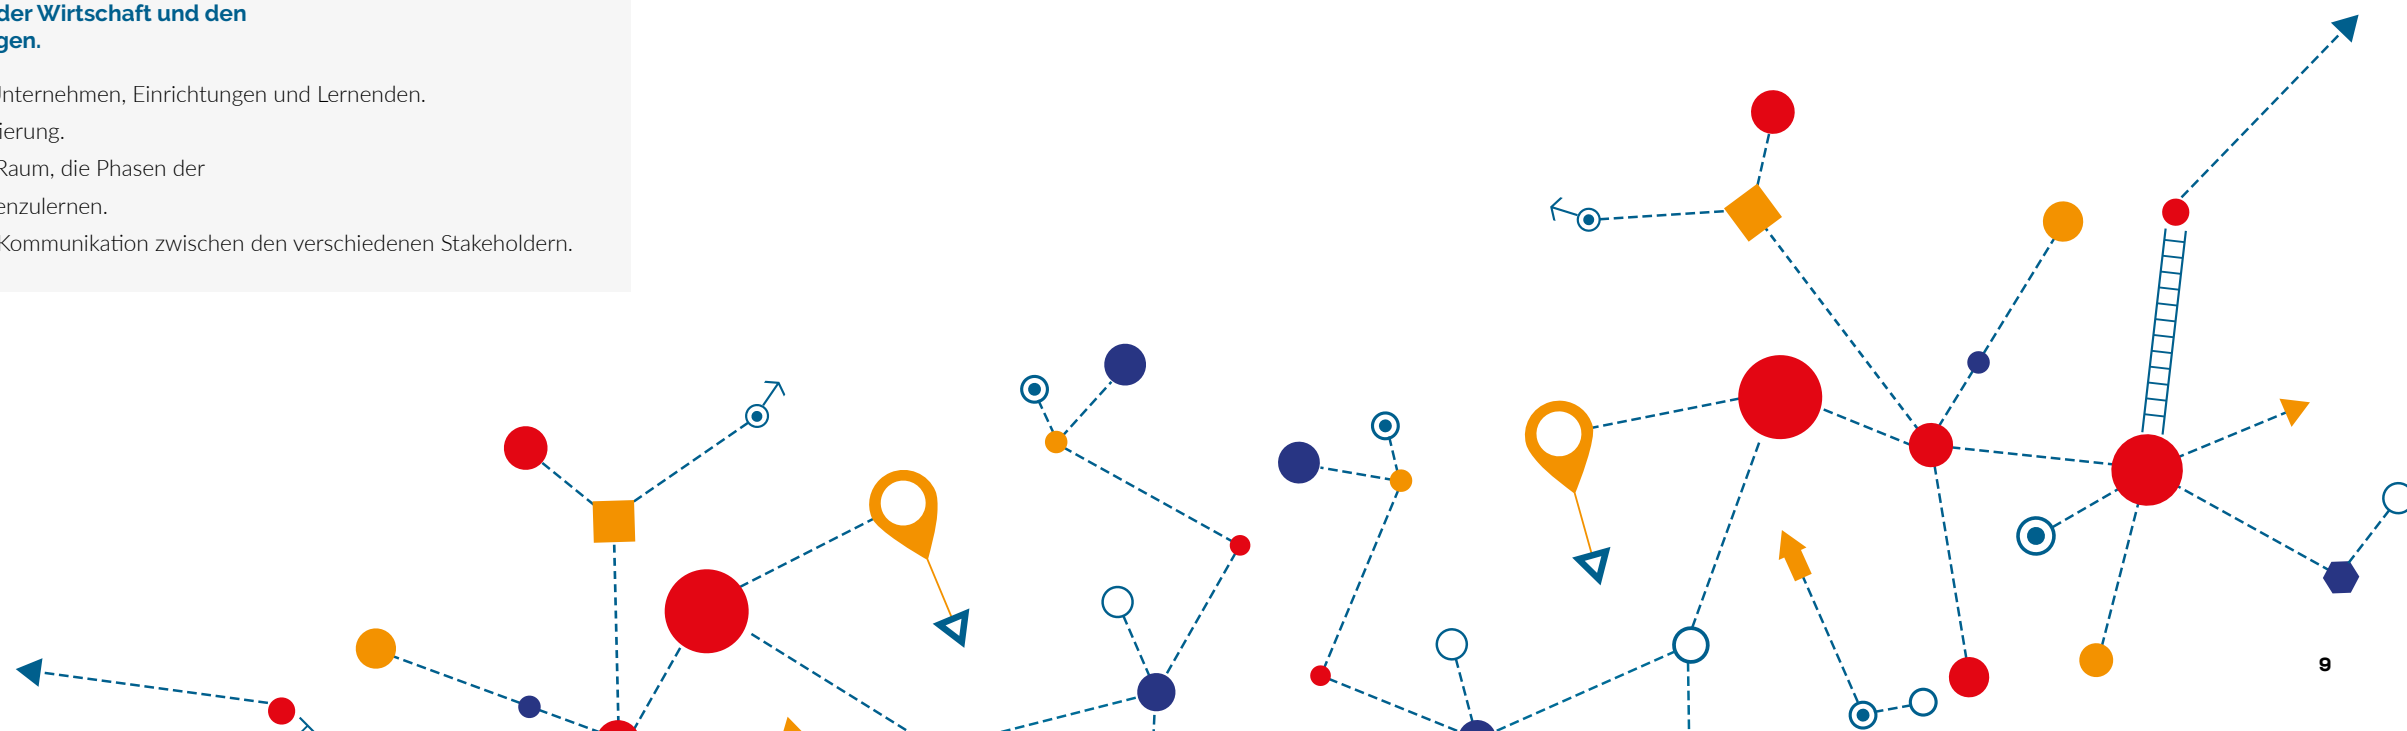 der Wirtschaft und den
gen.
Unternehmen, Einrichtungen und Lernenden.
ierung.
Raum, die Phasen der
enzulernen.
Kommunikation zwischen den verschiedenen Stakeholdern.
9